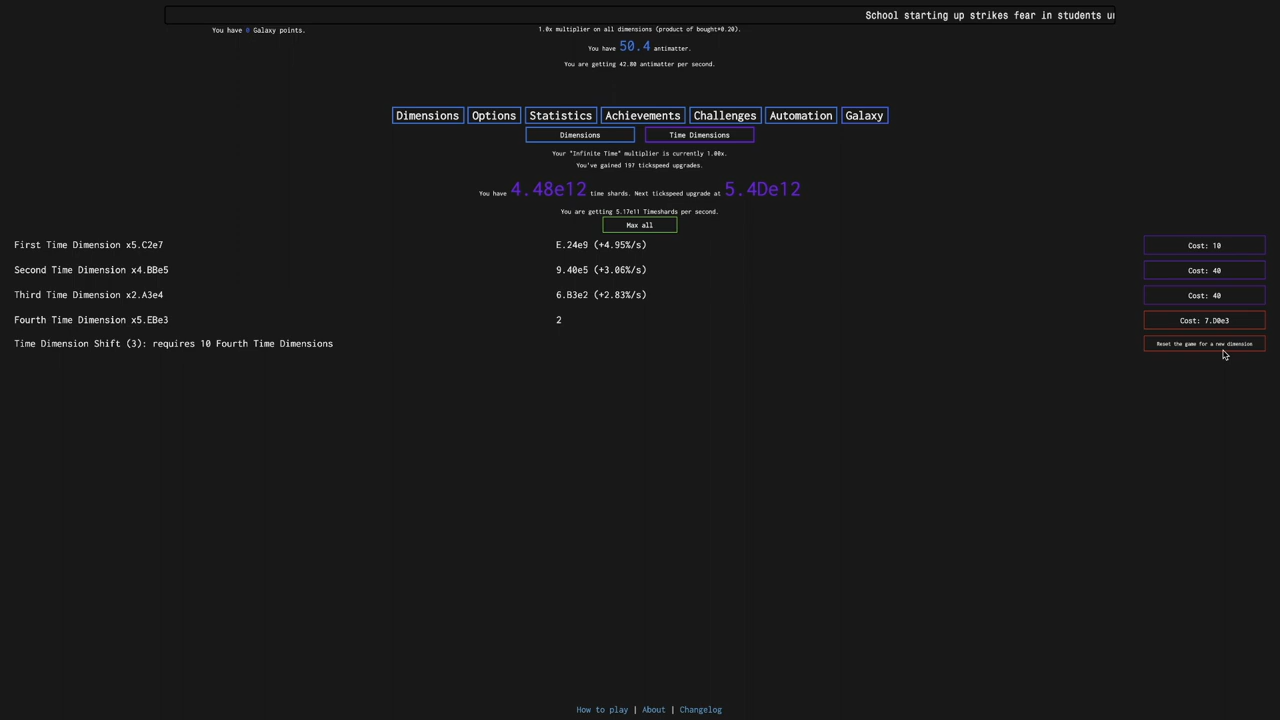 School starting up strikes fear in students
You have 0 Galaxy points.
1.0x multiplier on all dimensions (product of bought*0.20).
You have 50.4 antimatter.
You are getting 42.80 antimatter per second.
Dimensions Options Statistics Achievements Challenges Automation Galaxy
Dimensions Time Dimensions
Your "Infinite Time" multiplier is currently 1.00x.
You've gained 197 tickspeed upgrades.
You have 4.48e12 time shards. Next tickspeed upgrade at 5.4De12
You are getting 5.17e11 Timeshards per second.
Max all
First Time Dimension x5.C2e7 E.24e9 (+4.95%/s) Cost: 10
Second Time Dimension x4.BBe5 9.40e5 (+3.06%/s) Cost: 40
Third Time Dimension x2.A3e4 6.B3e2 (+2.83%/s) Cost: 40
Fourth Time Dimension x5.EBe3 2 Cost: 7.D0e3
Time Dimension Shift (3): requires 10 Fourth Time Dimensions Reset the game for a new dimension
How to play | About | Changelog